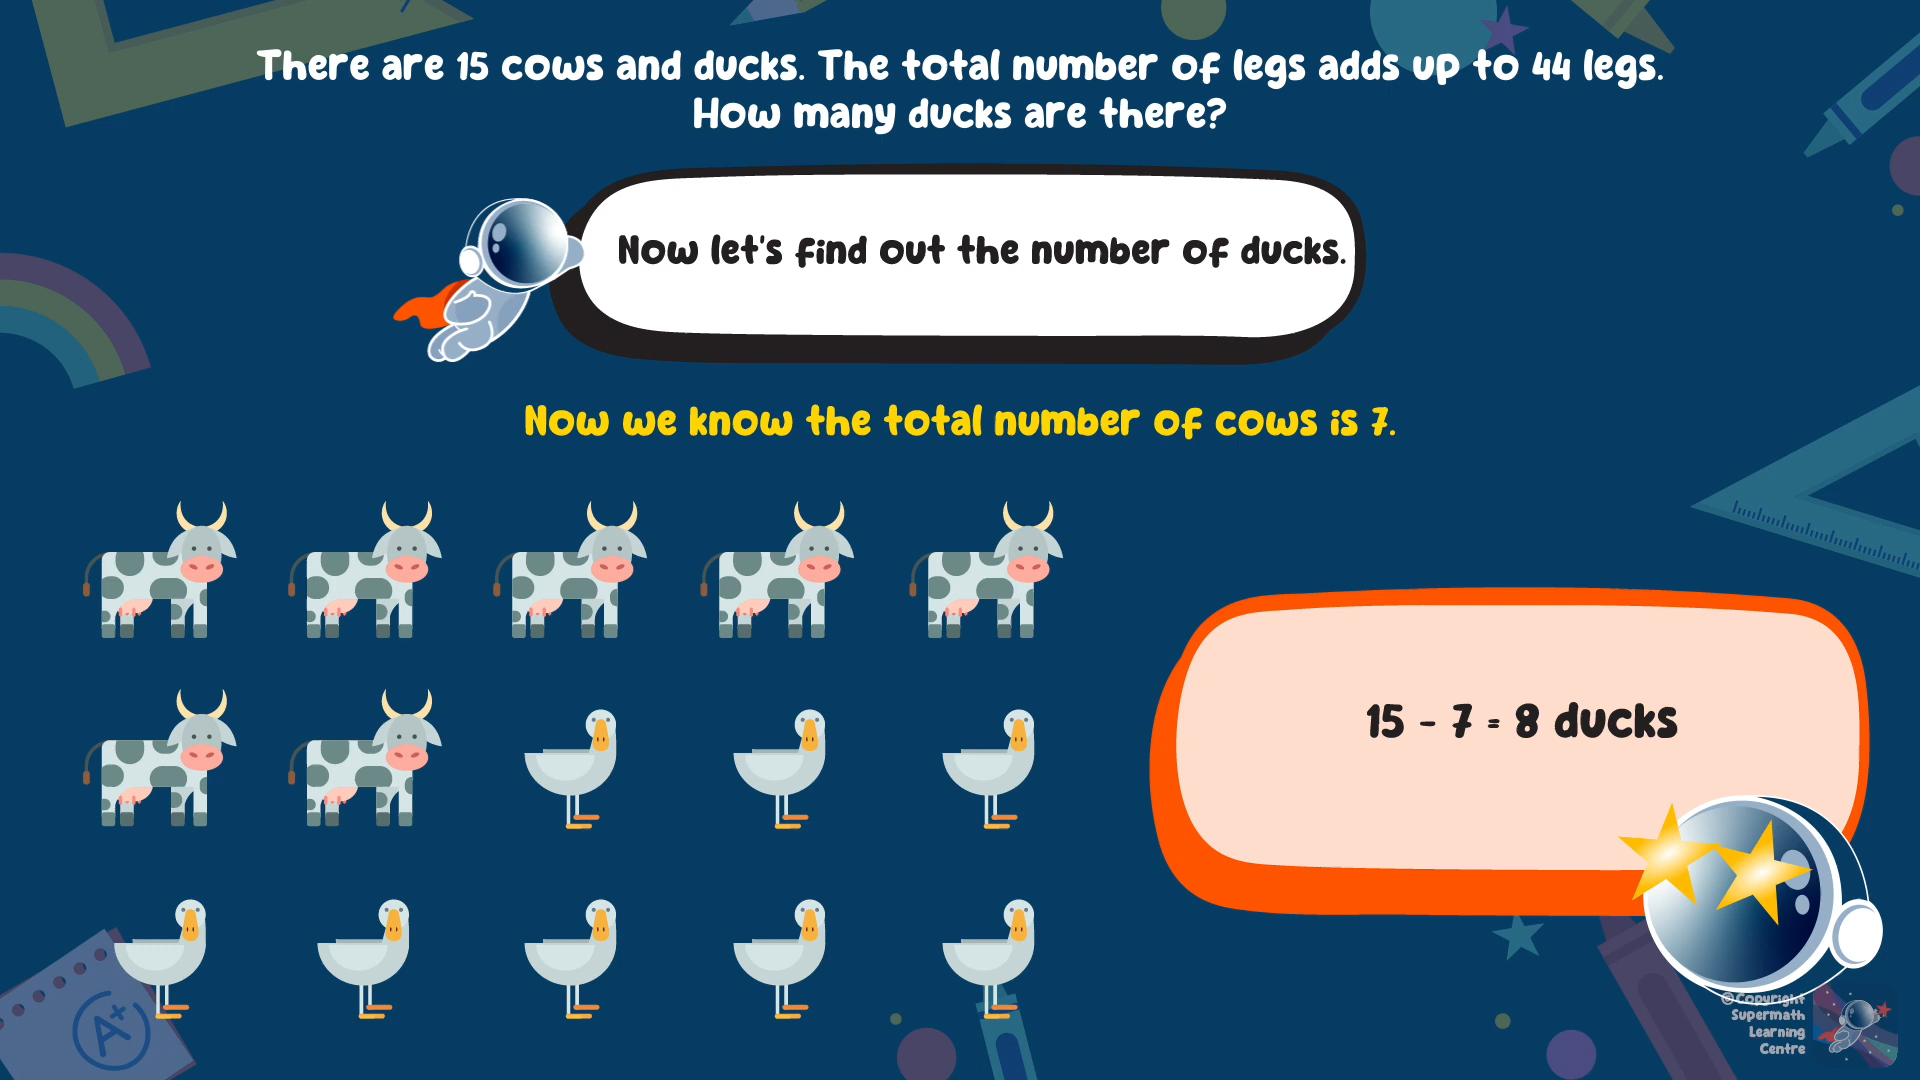 There are 15 cows and ducks. The total number of legs adds up to 44 legs.
How many ducks are there?
Now let's find out the number of ducks.
Now we know the total number of cows is 7.
15 - 7 = 8 ducks
A+
©Copyright
Supermath
Learning
Centre